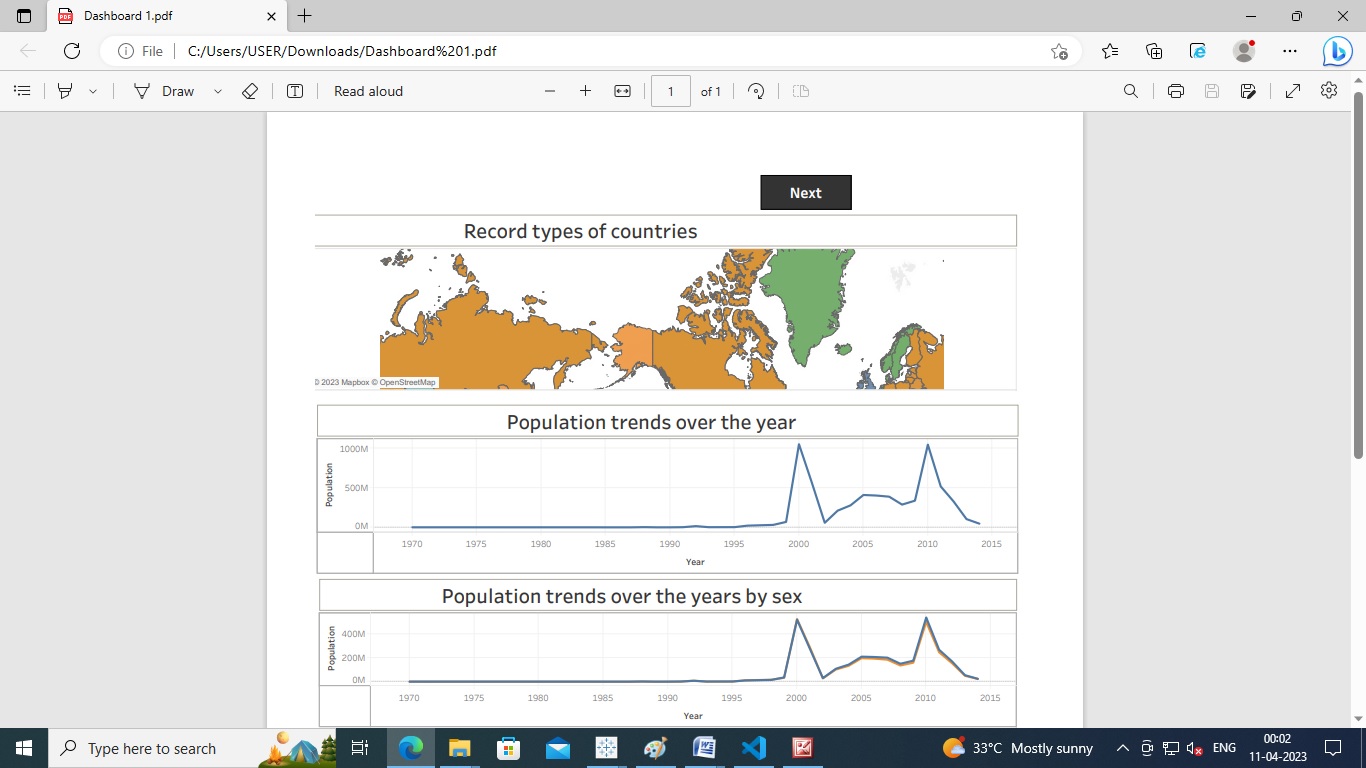 Dashboard 1.pdf
File
C:/Users/USER/Downloads/Dashboard%201.pdf
Draw
Read aloud
1
of 1
Next
Record types of countries
© 2023 Mapbox © OpenStreetMap
Population trends over the year
1000M
500M
0M
Population
1970 1975 1980 1985 1990 1995 2000 2005 2010 2015
Year
Population trends over the years by sex
400M
200M
0M
Population
1970 1975 1980 1985 1990 1995 2000 2005 2010 2015
Year
Type here to search
33°C Mostly sunny
ENG
00:02
11-04-2023